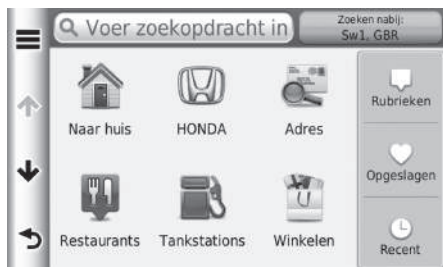 Voer zoekopdracht in
Zoeken nabij:
Sw1, GBR
Naar huis
HONDA
Adres
Rubrieken
Opgeslagen
Restaurants
Tankstations
Winkelen
Recent